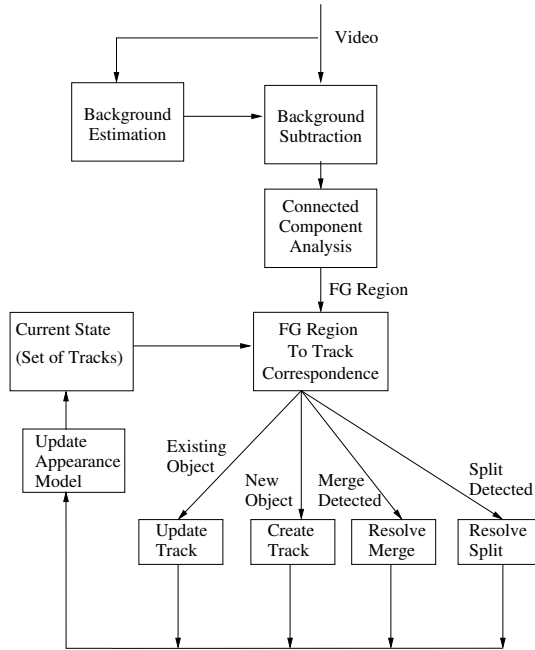 Video
Background
Estimation
Background
Subtraction
Connected
Component
Analysis
FG Region
Current State
(Set of Tracks)
FG Region
To Track
Correspondence
Update
Appearance
Model
Existing
Object
New
Object
Merge
Detected
Split
Detected
Update
Track
Create
Track
Resolve
Merge
Resolve
Split